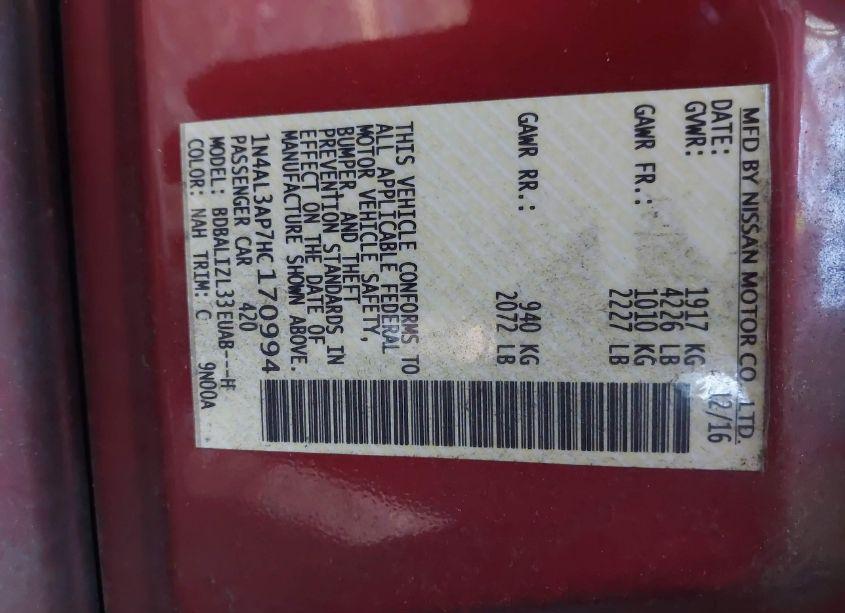 MFD BY NISSAN MOTOR CO., LTD.
DATE: 12/16
GVWR: 1917 KG
4226 LB
GAWR FR.: 1010 KG
2227 LB
GAWR RR.: 940 KG
2072 LB
THIS VEHICLE CONFORMS TO
ALL APPLICABLE FEDERAL
MOTOR VEHICLE SAFETY,
BUMPER, AND THEFT
PREVENTION STANDARDS IN
EFFECT ON THE DATE OF
MANUFACTURE SHOWN ABOVE.
1N4AL3AP7HC170994
PASSENGER CAR 420
MODEL: BDBALIZL33EUAB---H
COLOR: NAH TRIM: C 9N00A